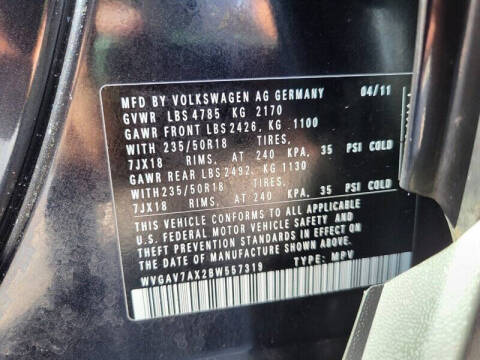 MFD BY VOLKSWAGEN AG GERMANY 04/11
GVWR LBS 4785 KG 2170
GAWR FRONT LBS 2426, KG 1100
WITH 235/50R18 TIRES,
7JX18 RIMS, AT 240 KPA, 35 PSI COLD
GAWR REAR LBS 2492, KG 1130
WITH 235/50R18 TIRES,
7JX18 RIMS, AT 240 KPA, 35 PSI COLD
THIS VEHICLE CONFORMS TO ALL APPLICABLE
U.S. FEDERAL MOTOR VEHICLE SAFETY AND
THEFT PREVENTION STANDARDS IN EFFECT ON
THE DATE OF MANUFACTURE SHOWN ABOVE.
WVGAV7AX2BW557319 TYPE: MPV